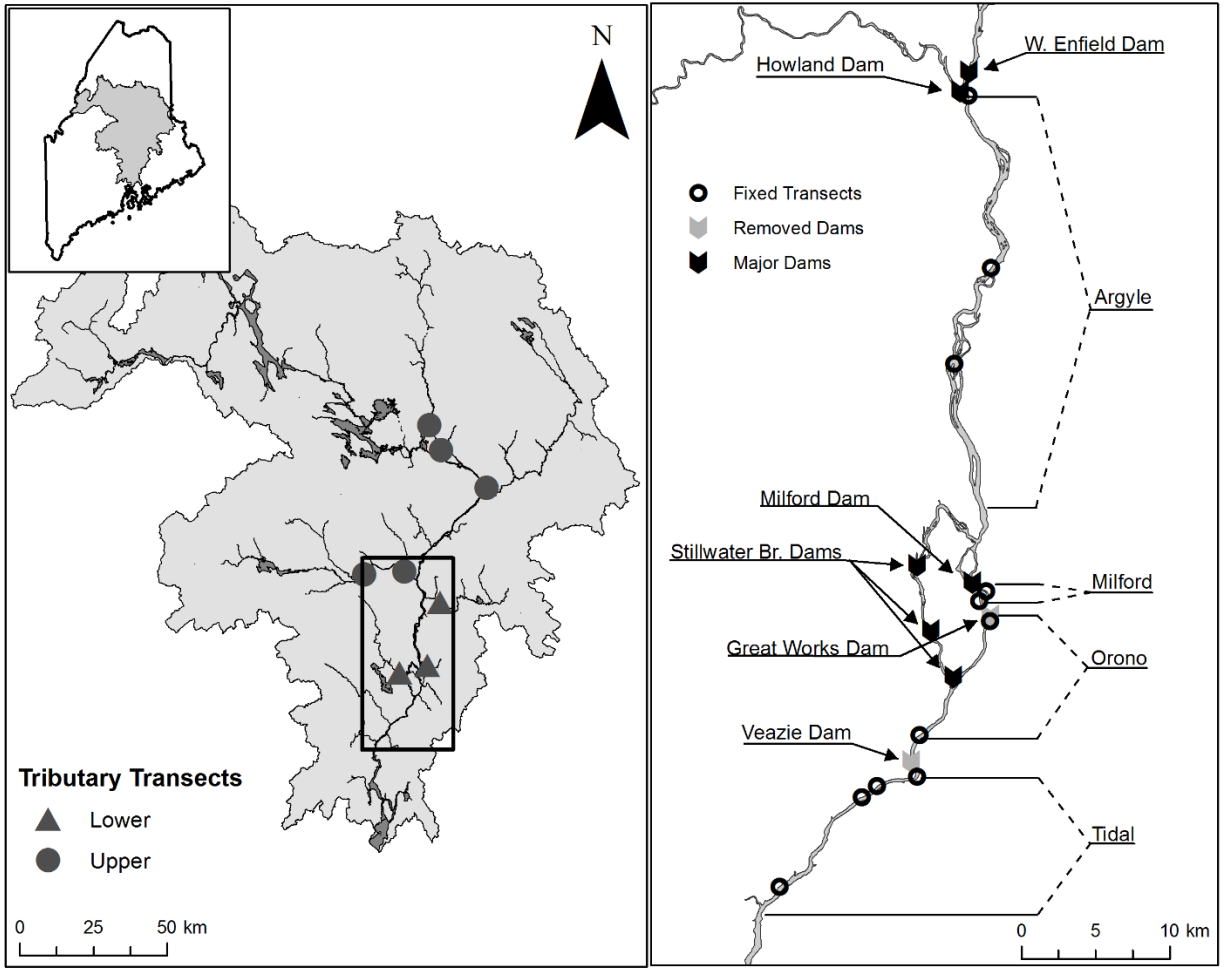 N
Tributary Transects
Lower
Upper
0 25 50 km
W. Enfield Dam
Howland Dam
Fixed Transects
Removed Dams
Major Dams
Argyle
Milford Dam
Stillwater Br. Dams
Milford
Great Works Dam
Orono
Veazie Dam
Tidal
0 5 10 km